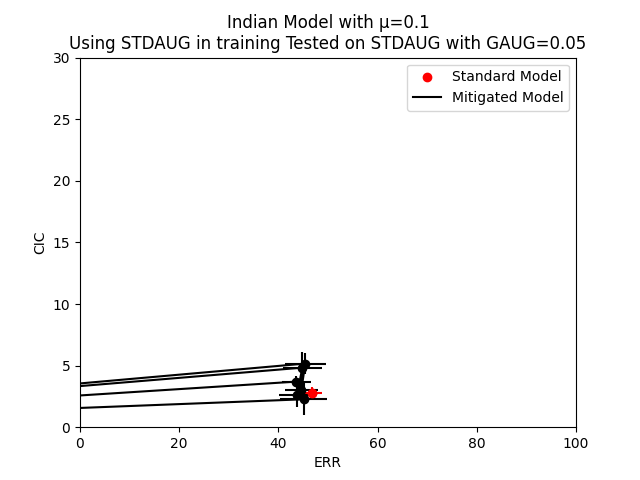 Indian Model with μ=0.1
Using STDAUG in training Tested on STDAUG with GAUG=0.05
Standard Model
Mitigated Model
30
25
20
15
10
5
0
CIC
0 20 40 60 80 100
ERR